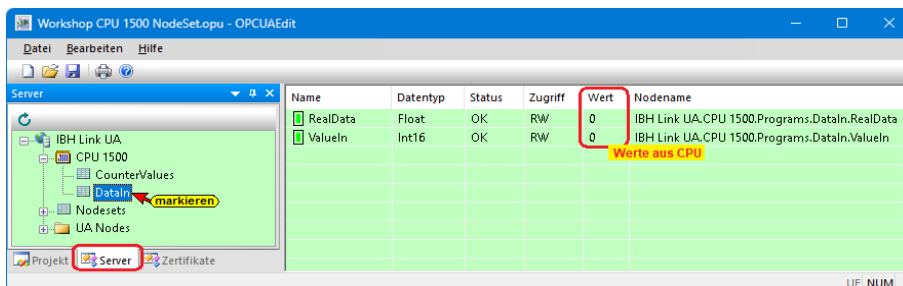 Workshop CPU 1500 NodeSet.opu - OPCUAEdit
Datei Bearbeiten Hilfe
Server
Name Datentyp Status Zugriff Wert Nodename
RealData Float OK RW 0 IBH Link UA.CPU 1500.Programs.DataIn.RealData
ValueIn Int16 OK RW 0 IBH Link UA.CPU 1500.Programs.DataIn.ValueIn
Werte aus CPU
IBH Link UA
CPU 1500
CounterValues
DataIn markieren
Nodesets
UA Nodes
Projekt Server Zertifikate
UF NUM